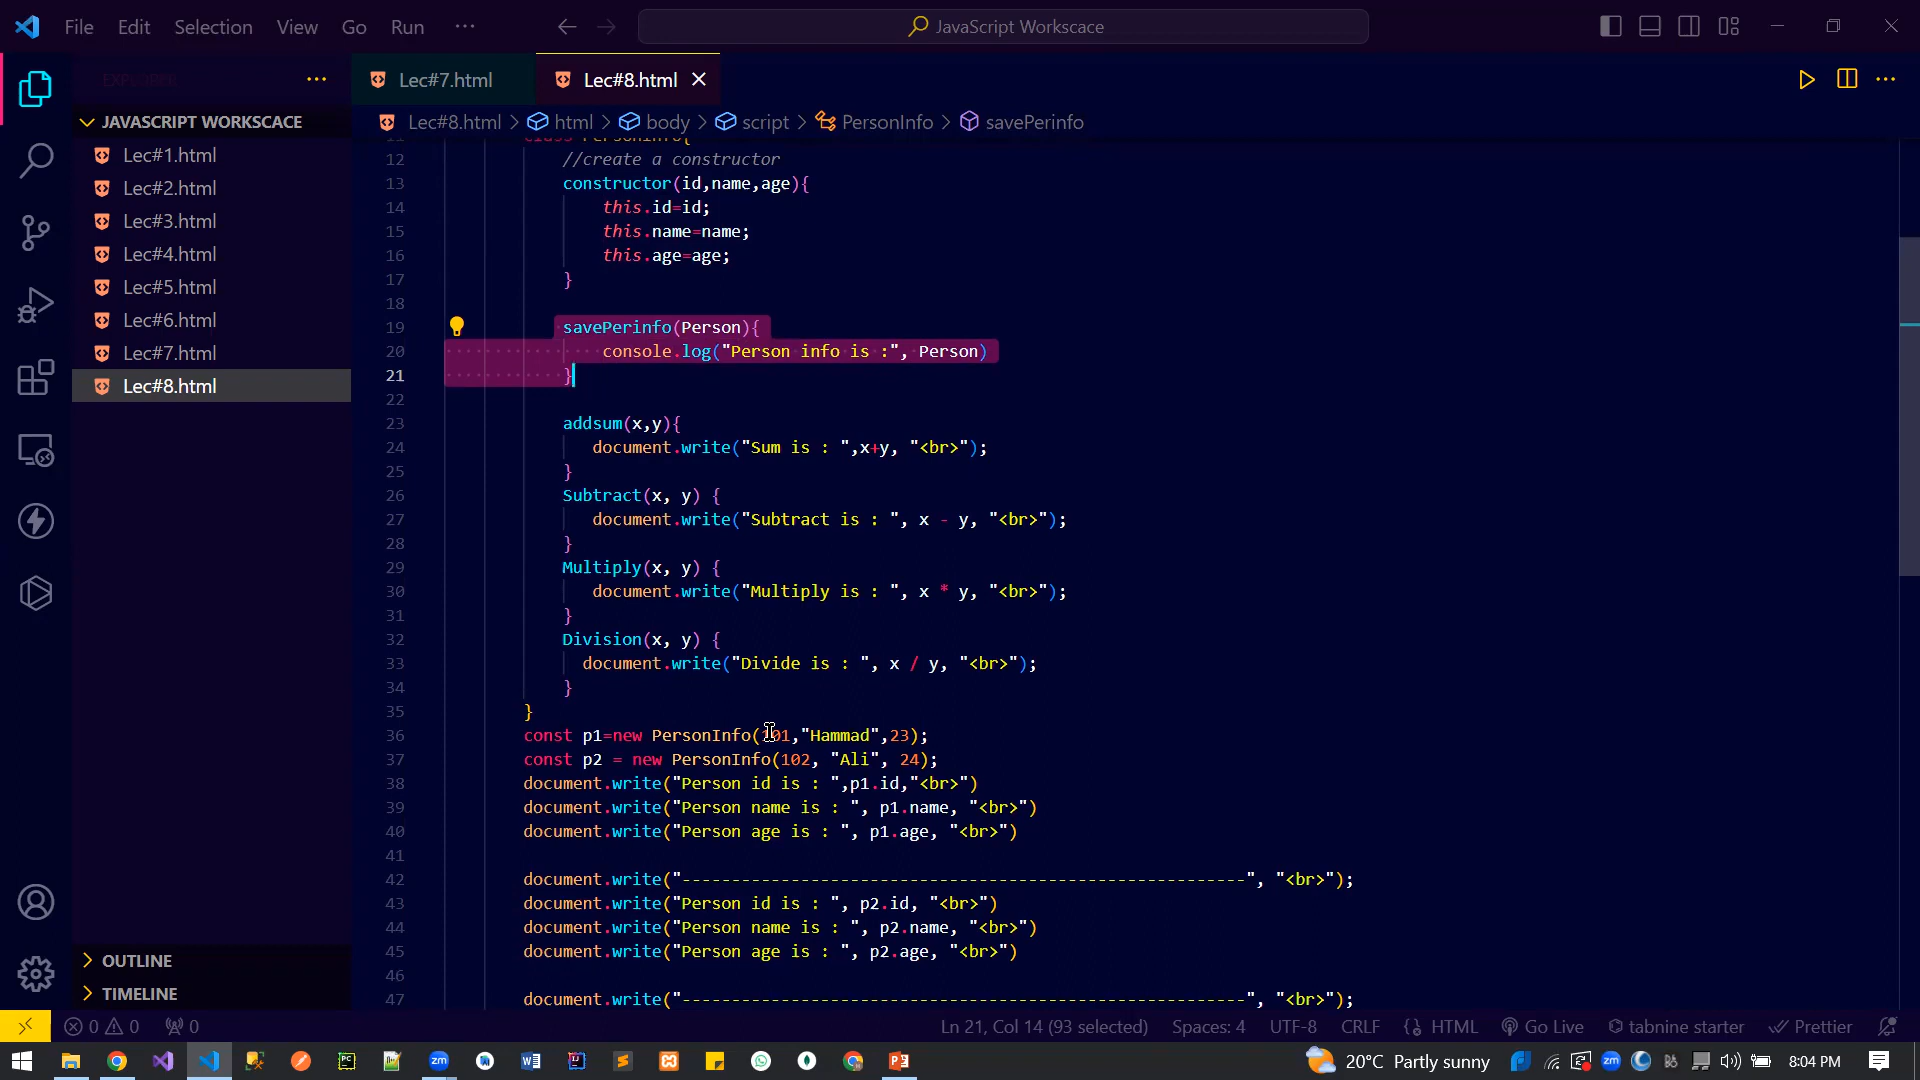 File Edit Selection View Go Run ···
JavaScript Workscace
EXPLORER
Lec#7.html
Lec#8.html
JAVASCRIPT WORKSCACE
Lec#1.html
Lec#2.html
Lec#3.html
Lec#4.html
Lec#5.html
Lec#6.html
Lec#7.html
Lec#8.html
OUTLINE
TIMELINE
Lec#8.html > html > body > script > PersonInfo > savePerinfo
11 class PersonInfo{
12 //create a constructor
13 constructor(id,name,age){
14 this.id=id;
15 this.name=name;
16 this.age=age;
17 }
18
19 savePerinfo(Person){
20 console.log("Person info is :", Person)
21 }
22
23 addsum(x,y){
24 document.write("Sum is : ",x+y, "<br>");
25 }
26 Subtract(x, y) {
27 document.write("Subtract is : ", x - y, "<br>");
28 }
29 Multiply(x, y) {
30 document.write("Multiply is : ", x * y, "<br>");
31 }
32 Division(x, y) {
33 document.write("Divide is : ", x / y, "<br>");
34 }
35 }
36 const p1=new PersonInfo(101,"Hammad",23);
37 const p2 = new PersonInfo(102, "Ali", 24);
38 document.write("Person id is : ",p1.id,"<br>")
39 document.write("Person name is : ", p1.name, "<br>")
40 document.write("Person age is : ", p1.age, "<br>")
41
42 document.write("---------------------------------------------------------", "<br>");
43 document.write("Person id is : ", p2.id, "<br>")
44 document.write("Person name is : ", p2.name, "<br>")
45 document.write("Person age is : ", p2.age, "<br>")
46
47 document.write("---------------------------------------------------------", "<br>");
0 0 0 Ln 21, Col 14 (93 selected) Spaces: 4 UTF-8 CRLF HTML Go Live tabnine starter Prettier
20°C Partly sunny 8:04 PM